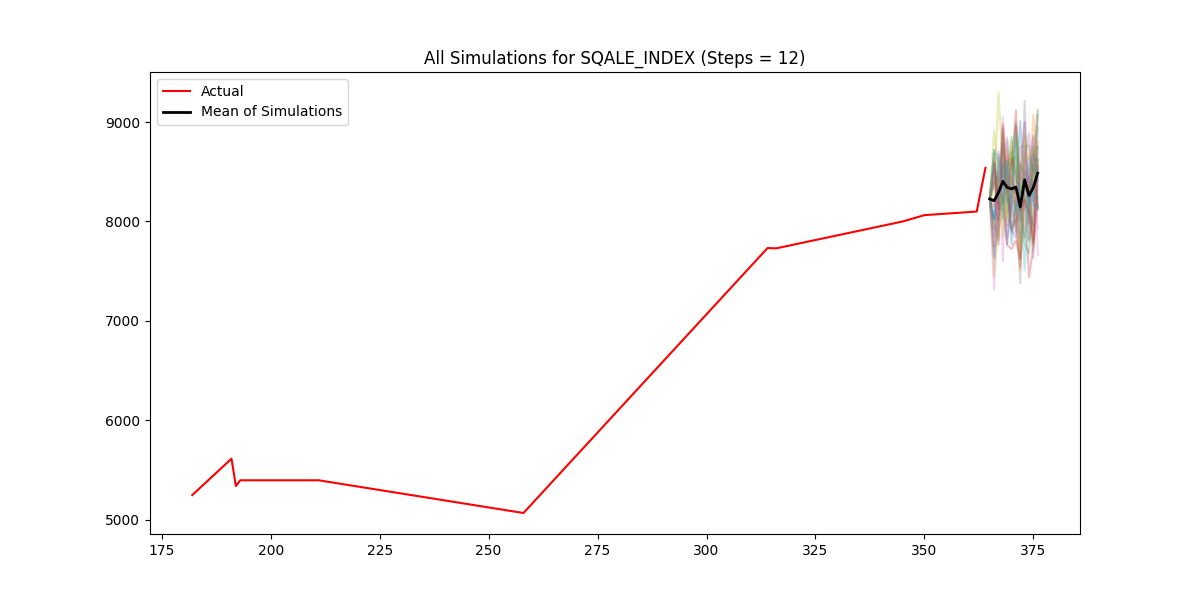 All Simulations for SQALE_INDEX (Steps = 12)
Actual
Mean of Simulations
9000
8000
7000
6000
5000
175 200 225 250 275 300 325 350 375